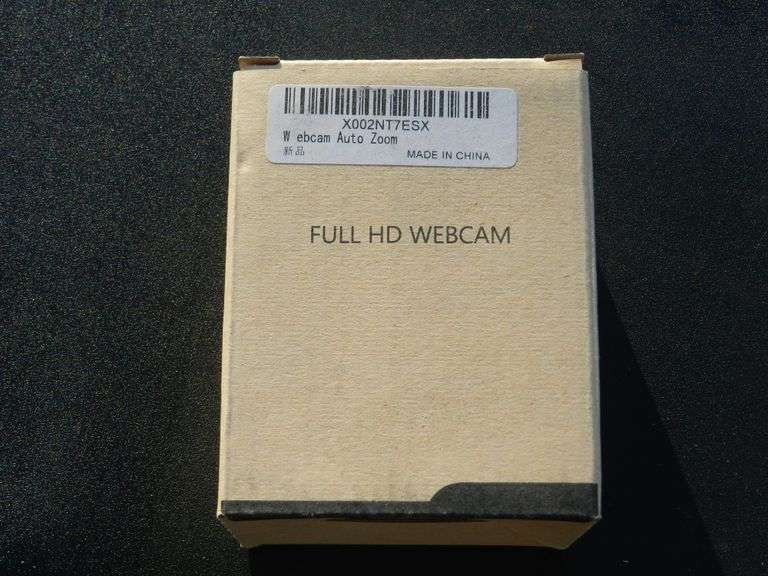 X002NT7ESX
W ebcam Auto Zoom
新品
MADE IN CHINA
FULL HD WEBCAM